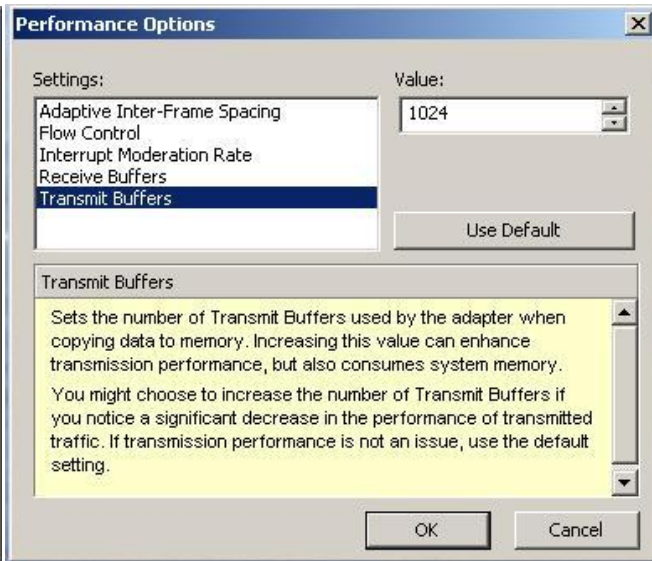 Performance Options
Settings:
Value:
Adaptive Inter-Frame Spacing
Flow Control
Interrupt Moderation Rate
Receive Buffers
Transmit Buffers
1024
Use Default
Transmit Buffers
Sets the number of Transmit Buffers used by the adapter when
copying data to memory. Increasing this value can enhance
transmission performance, but also consumes system memory.
You might choose to increase the number of Transmit Buffers if
you notice a significant decrease in the performance of transmitted
traffic. If transmission performance is not an issue, use the default
setting.
OK
Cancel